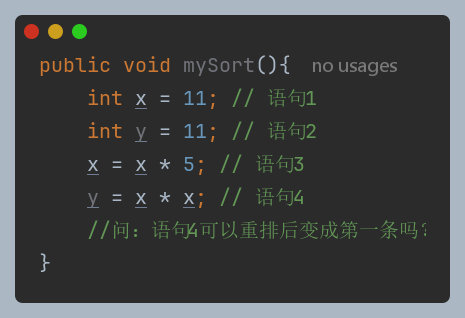 public void mySort(){ no usages
int x = 11; // 语句1
int y = 11; // 语句2
x = x * 5; // 语句3
y = x * x; // 语句4
//问：语句4可以重排后变成第一条吗？
}